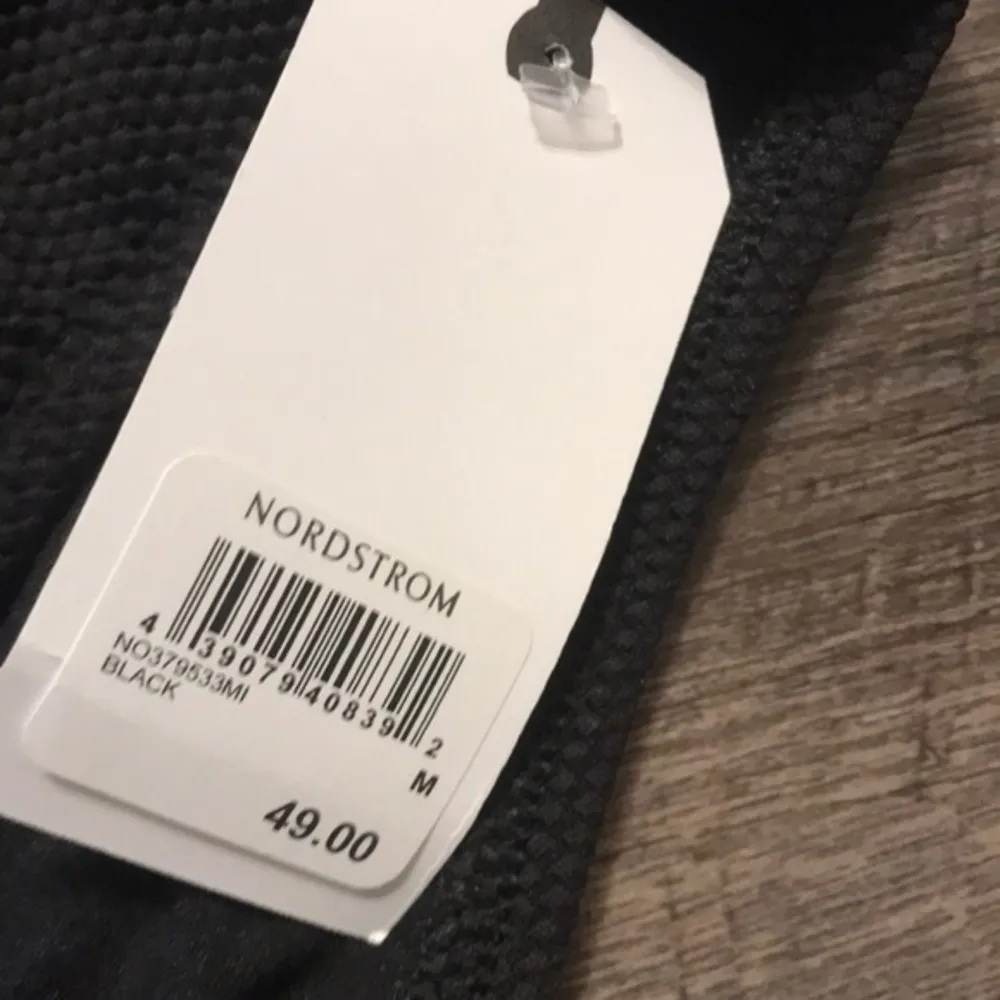 NORDSTROM
4 39079 40839 2
NO379533MI
BLACK
M
49.00